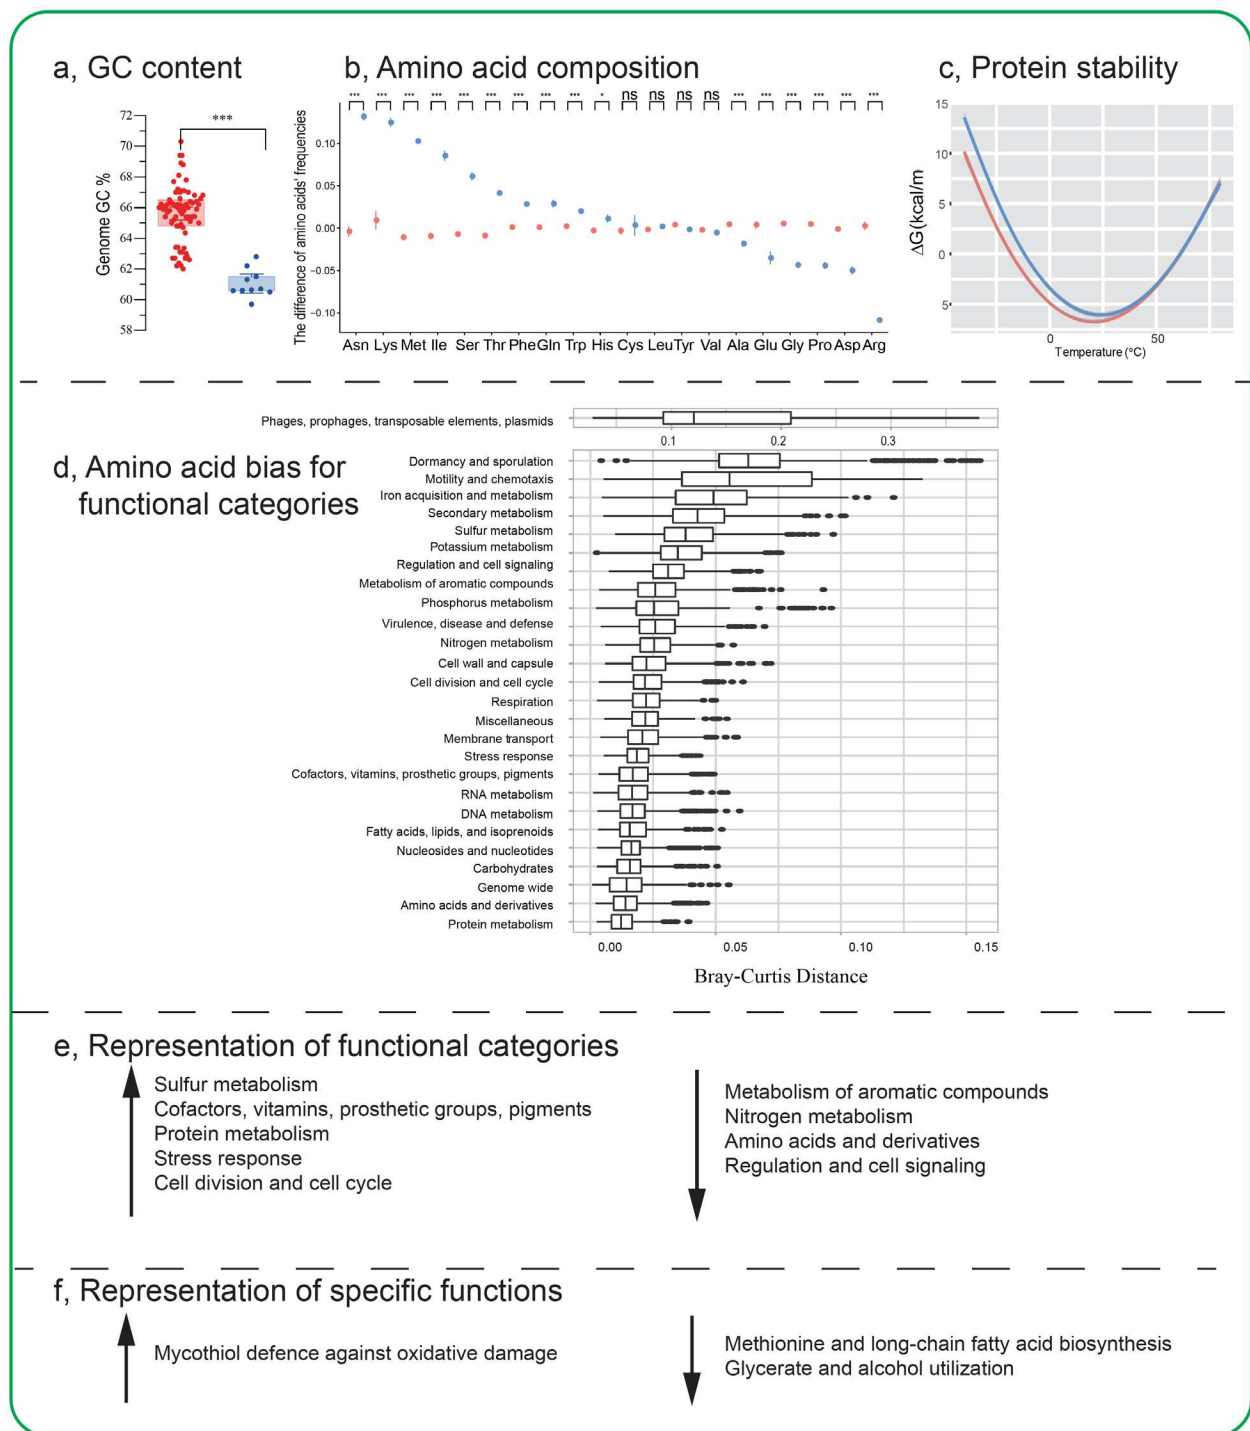 a, GC content
b, Amino acid composition
c, Protein stability
***
Genome GC %
72
70
68
66
64
62
60
58
*** *** *** *** *** *** *** *** *** * ns ns ns ns *** *** *** *** *** ***
The difference of amino acids' frequencies
0.10
0.05
0.00
−0.05
−0.10
Asn Lys Met Ile Ser Thr Phe Gln Trp His Cys Leu Tyr Val Ala Glu Gly Pro Asp Arg
ΔG(kcal/m
15
10
5
0
5
0 50
Temperature (°C)
d, Amino acid bias for
functional categories
Phages, prophages, transposable elements, plasmids
0.1 0.2 0.3
Dormancy and sporulation
Motility and chemotaxis
Iron acquisition and metabolism
Secondary metabolism
Sulfur metabolism
Potassium metabolism
Regulation and cell signaling
Metabolism of aromatic compounds
Phosphorus metabolism
Virulence, disease and defense
Nitrogen metabolism
Cell wall and capsule
Cell division and cell cycle
Respiration
Miscellaneous
Membrane transport
Stress response
Cofactors, vitamins, prosthetic groups, pigments
RNA metabolism
DNA metabolism
Fatty acids, lipids, and isoprenoids
Nucleosides and nucleotides
Carbohydrates
Genome wide
Amino acids and derivatives
Protein metabolism
0.00 0.05 0.10 0.15
Bray-Curtis Distance
e, Representation of functional categories
Sulfur metabolism
Cofactors, vitamins, prosthetic groups, pigments
Protein metabolism
Stress response
Cell division and cell cycle
Metabolism of aromatic compounds
Nitrogen metabolism
Amino acids and derivatives
Regulation and cell signaling
f, Representation of specific functions
Mycothiol defence against oxidative damage
Methionine and long-chain fatty acid biosynthesis
Glycerate and alcohol utilization